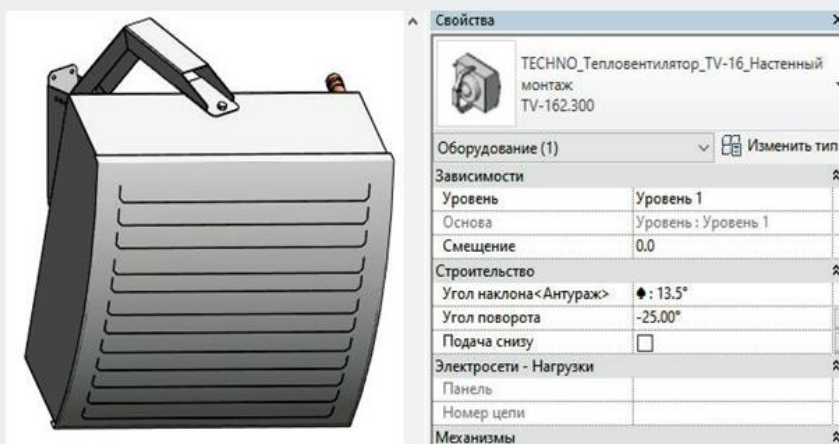 Свойства
TECHNO_Тепловентилятор_TV-16_Настенный
монтаж
TV-162.300
Оборудование (1)
Изменить тип
Зависимости
Уровень
Уровень 1
Основа
Уровень : Уровень 1
Смещение
0.0
Строительство
Угол наклона<Антураж>
♠ : 13.5°
Угол поворота
-25.00°
Подача снизу
Электросети - Нагрузки
Панель
Номер цепи
Механизмы